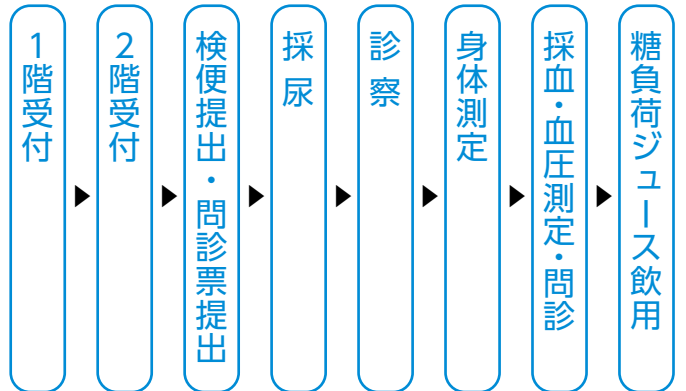 1階受付
2階受付
検便提出・問診票提出
採尿
診察
身体測定
採血・血圧測定・問診
糖負荷ジュース飲用